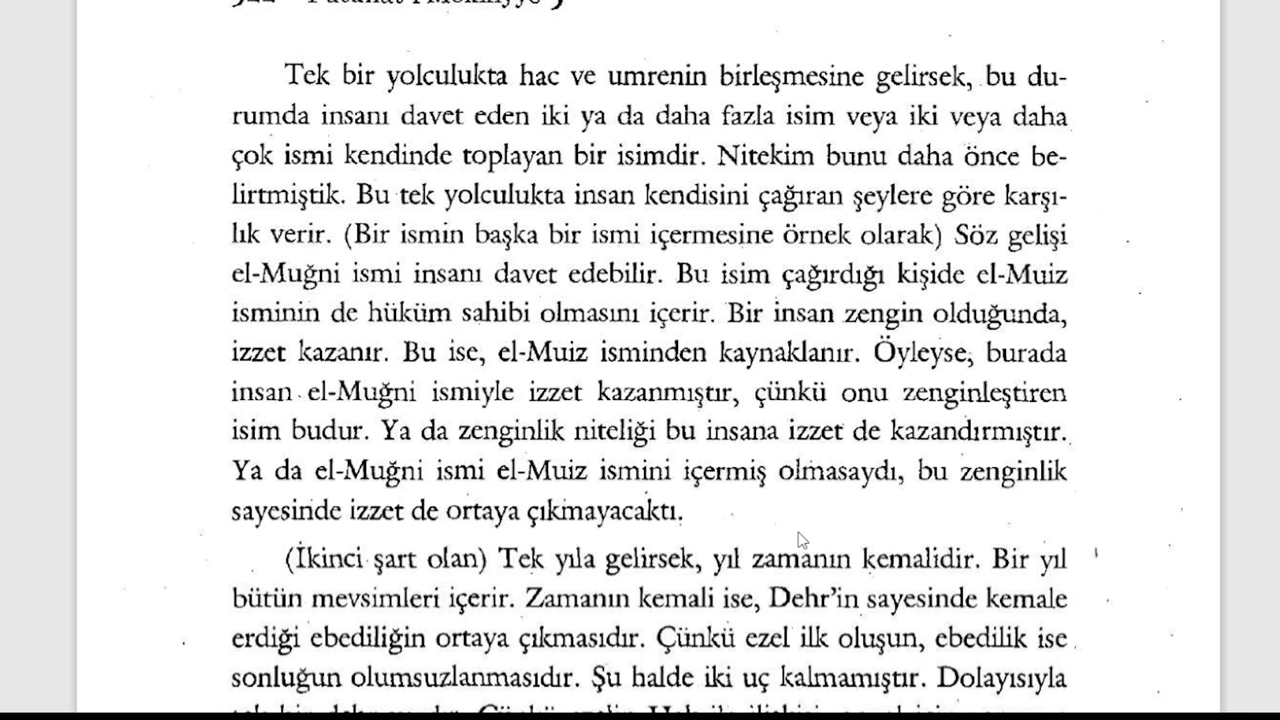 Tek bir yolculukta hac ve umrenin birleşmesine gelirsek, bu du-
rumda insanı davet eden iki ya da daha fazla isim veya iki veya daha
çok ismi kendinde toplayan bir isimdir. Nitekim bunu daha önce be-
lirtmiştik. Bu tek yolculukta insan kendisini çağıran şeylere göre karşı-
lık verir. (Bir ismin başka bir ismi içermesine örnek olarak) Söz gelişi
el-Muğni ismi insanı davet edebilir. Bu isim çağırdığı kişide el-Muiz
isminin de hüküm sahibi olmasını içerir. Bir insan zengin olduğunda,
izzet kazanır. Bu ise, el-Muiz isminden kaynaklanır. Öyleyse, burada
insan el-Muğni ismiyle izzet kazanmıştır, çünkü onu zenginleştiren
isim budur. Ya da zenginlik niteliği bu insana izzet de kazandırmıştır.
Ya da el-Muğni ismi el-Muiz ismini içermiş olmasaydı, bu zenginlik
sayesinde izzet de ortaya çıkmayacaktı.
(İkinci şart olan) Tek yıla gelirsek, yıl zamanın kemalidir. Bir yıl
bütün mevsimleri içerir. Zamanın kemali ise, Dehr'in sayesinde kemale
erdiği ebediliğin ortaya çıkmasıdır. Çünkü ezel ilk oluşun, ebedilik ise
sonluğun olumsuzlanmasıdır. Şu halde iki uç kalmamıştır. Dolayısıyla